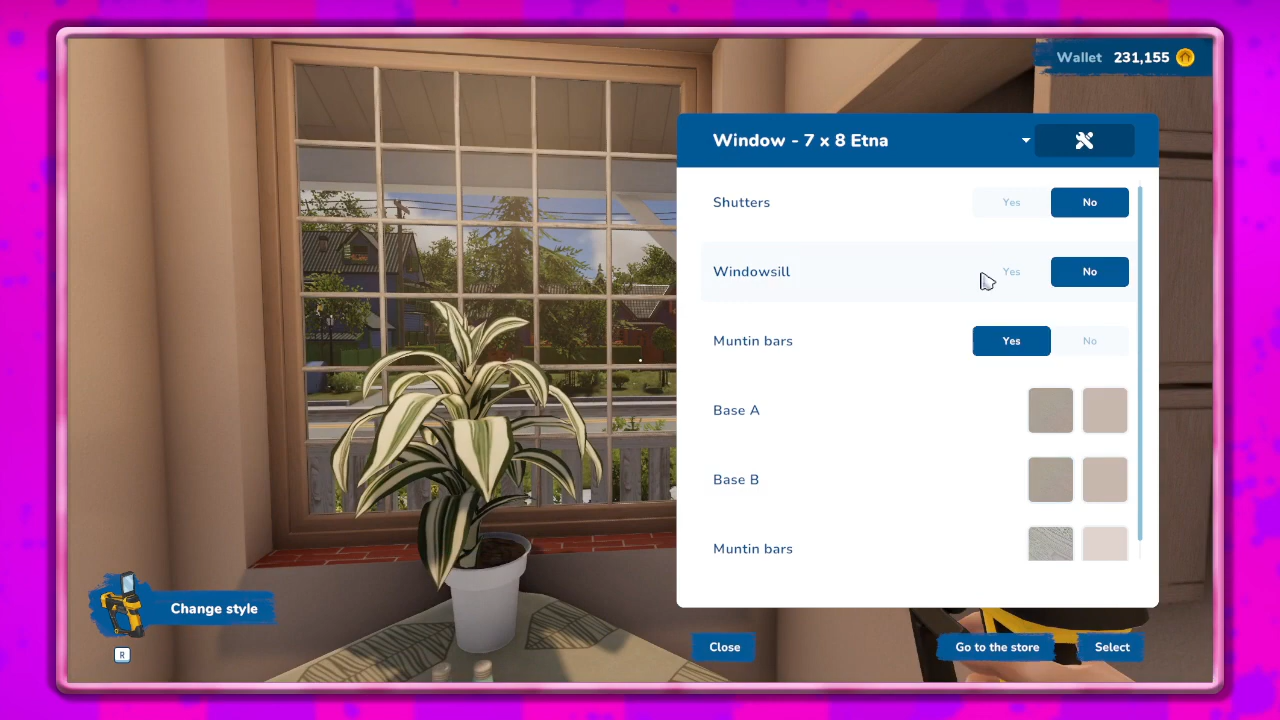 Wallet 231,155
Window - 7 x 8 Etna
Shutters Yes No
Windowsill Yes No
Muntin bars Yes No
Base A
Base B
Muntin bars
Change style
R
Close Go to the store Select